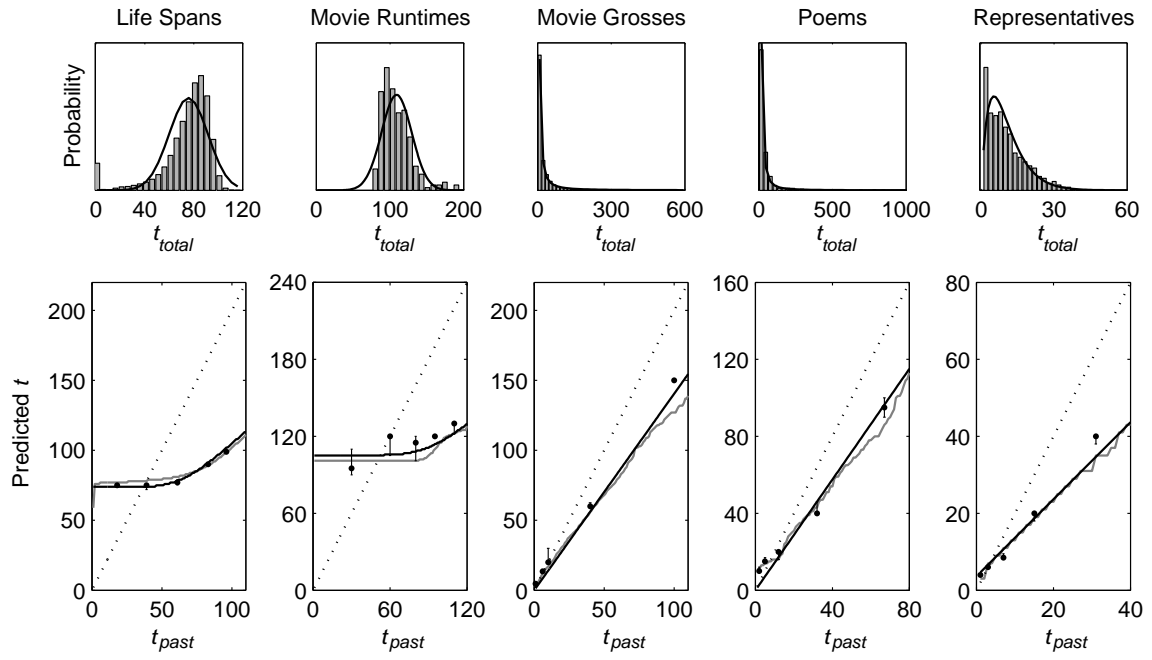 Life Spans Movie Runtimes Movie Grosses Poems Representatives
Probability
0 40 80 120 0 100 200 0 300 600 0 500 1000 0 30 60
t_total t_total t_total t_total t_total
Predicted t
200 240 200 160 80
150 180 150 120 60
100 120 100 80 40
50 60 50 40 20
0 0 0 0 0
0 50 100 0 60 120 0 50 100 0 40 80 0 20 40
t_past t_past t_past t_past t_past